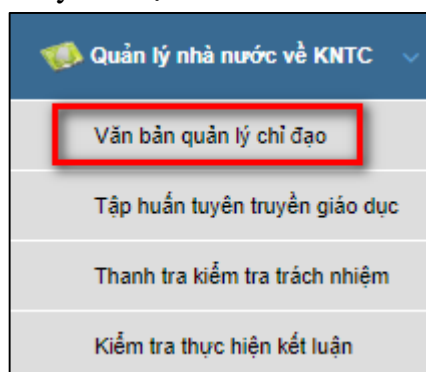 Quản lý nhà nước về KNTC
Văn bản quản lý chỉ đạo
Tập huấn tuyên truyền giáo dục
Thanh tra kiểm tra trách nhiệm
Kiểm tra thực hiện kết luận